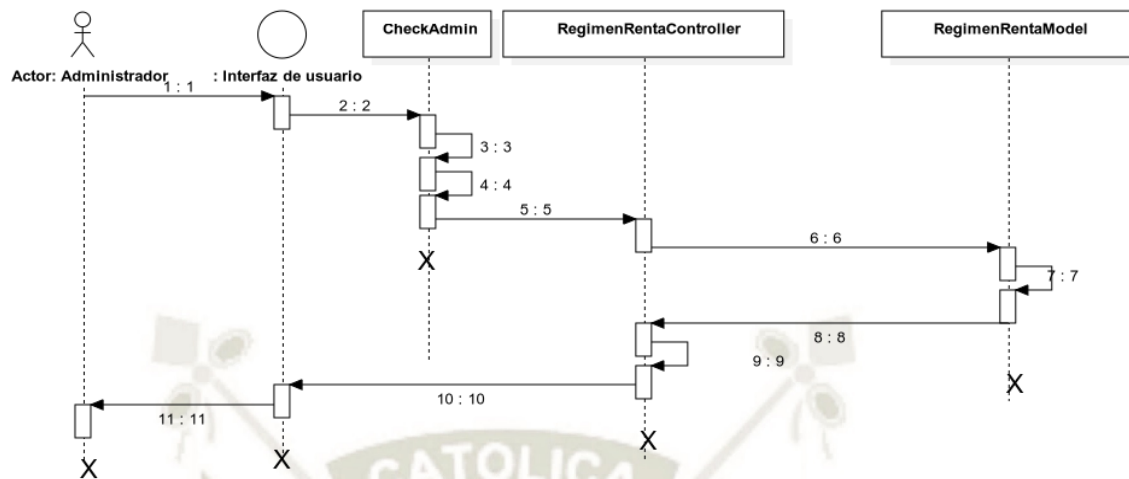 CheckAdmin
RegimenRentaController
RegimenRentaModel
Actor: Administrador
: Interfaz de usuario
1 : 1
2 : 2
3 : 3
4 : 4
5 : 5
6 : 6
7 : 7
8 : 8
9 : 9
10 : 10
11 : 11
X
X
X
X
X
CATOLICA